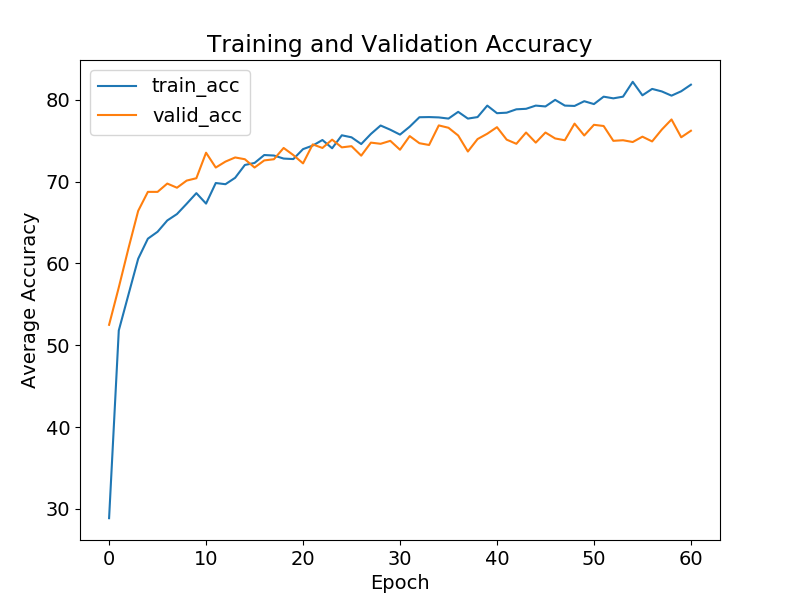 Training and Validation Accuracy
train_acc
valid_acc
Average Accuracy
80
70
60
50
40
30
0 10 20 30 40 50 60
Epoch